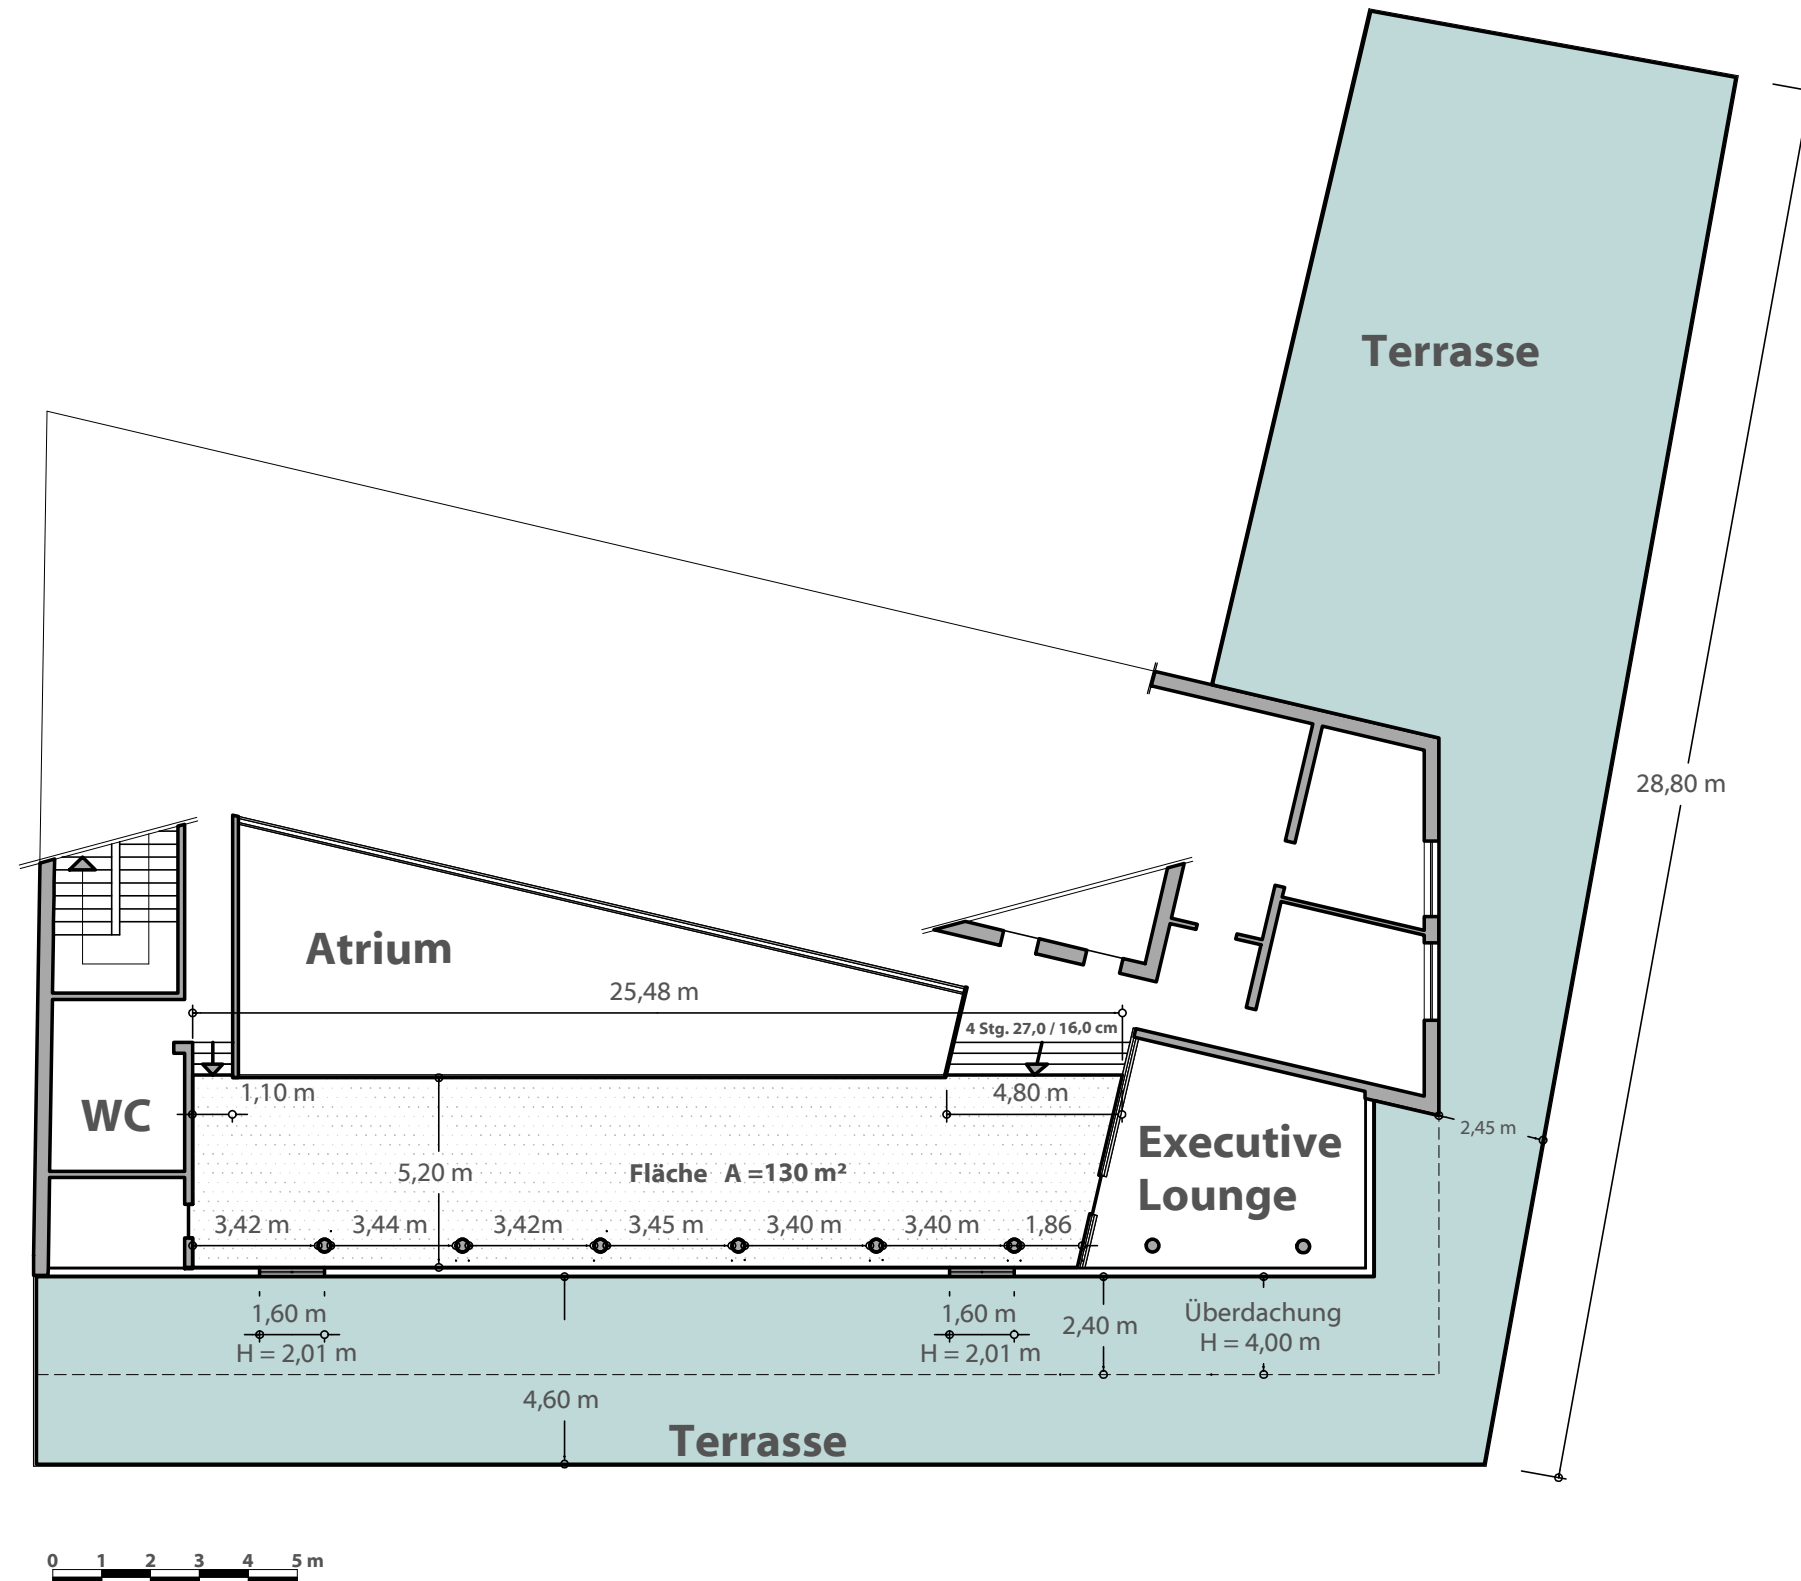 Terrasse
28,80 m
Atrium
25,48 m
4 Stg. 27,0 / 16,0 cm
1,10 m
4,80 m
WC
2,45 m
Executive
Lounge
5,20 m
Fläche A =130 m²
3,42 m
3,44 m
3,42m
3,45 m
3,40 m
3,40 m
1,86
1,60 m
H = 2,01 m
1,60 m
H = 2,01 m
2,40 m
Überdachung
H = 4,00 m
4,60 m
Terrasse
0 1 2 3 4 5 m